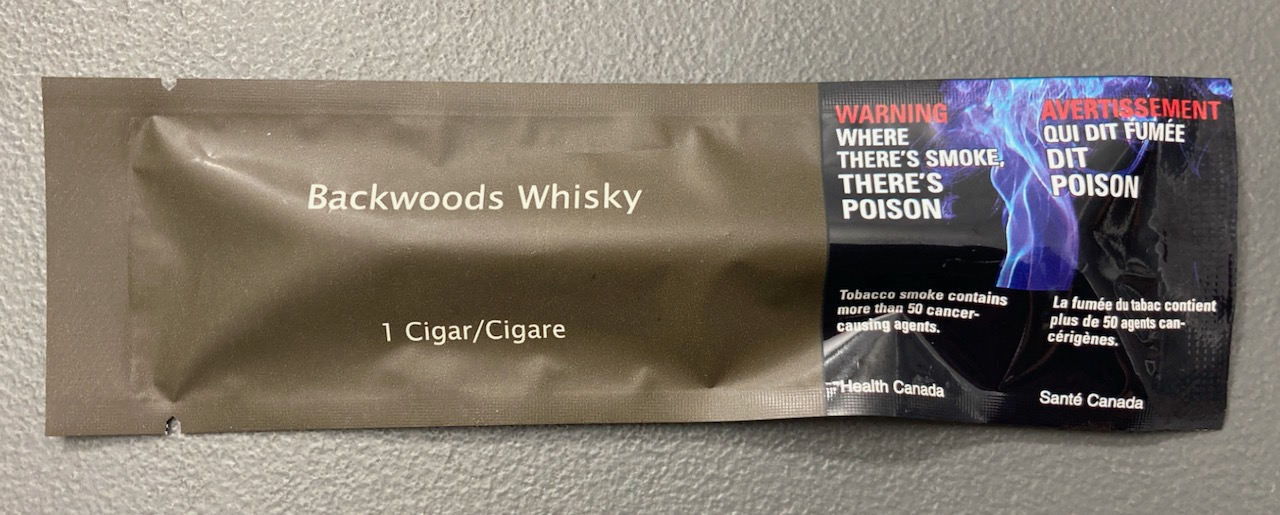 Backwoods Whisky
1 Cigar/Cigare
WARNING
WHERE
THERE'S SMOKE,
THERE'S
POISON
Tobacco smoke contains
more than 50 cancer-
causing agents.
Health Canada
AVERTISSEMENT
QUI DIT FUMÉE
DIT
POISON
La fumée du tabac contient
plus de 50 agents can-
cérigènes.
Santé Canada